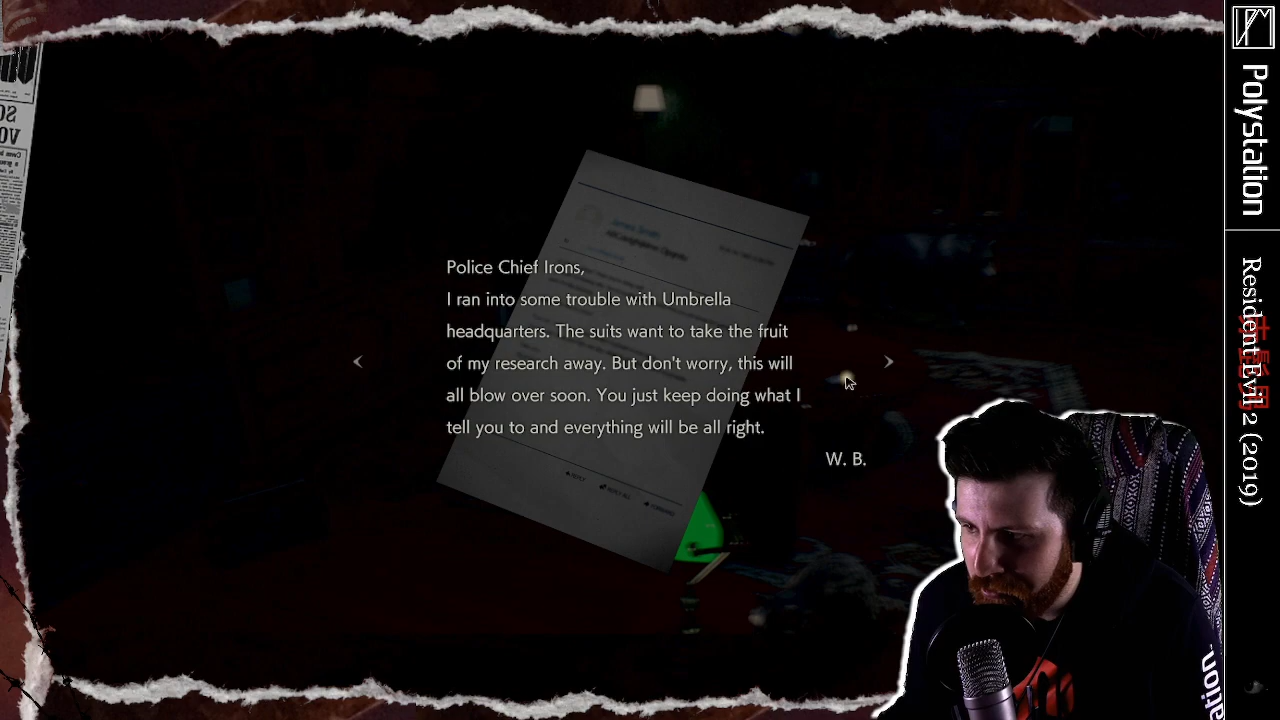 Police Chief Irons,
I ran into some trouble with Umbrella
headquarters. The suits want to take the fruit
of my research away. But don't worry, this will
all blow over soon. You just keep doing what I
tell you to and everything will be all right.
W. B.
Polystation
Resident Evil 2 (2019)